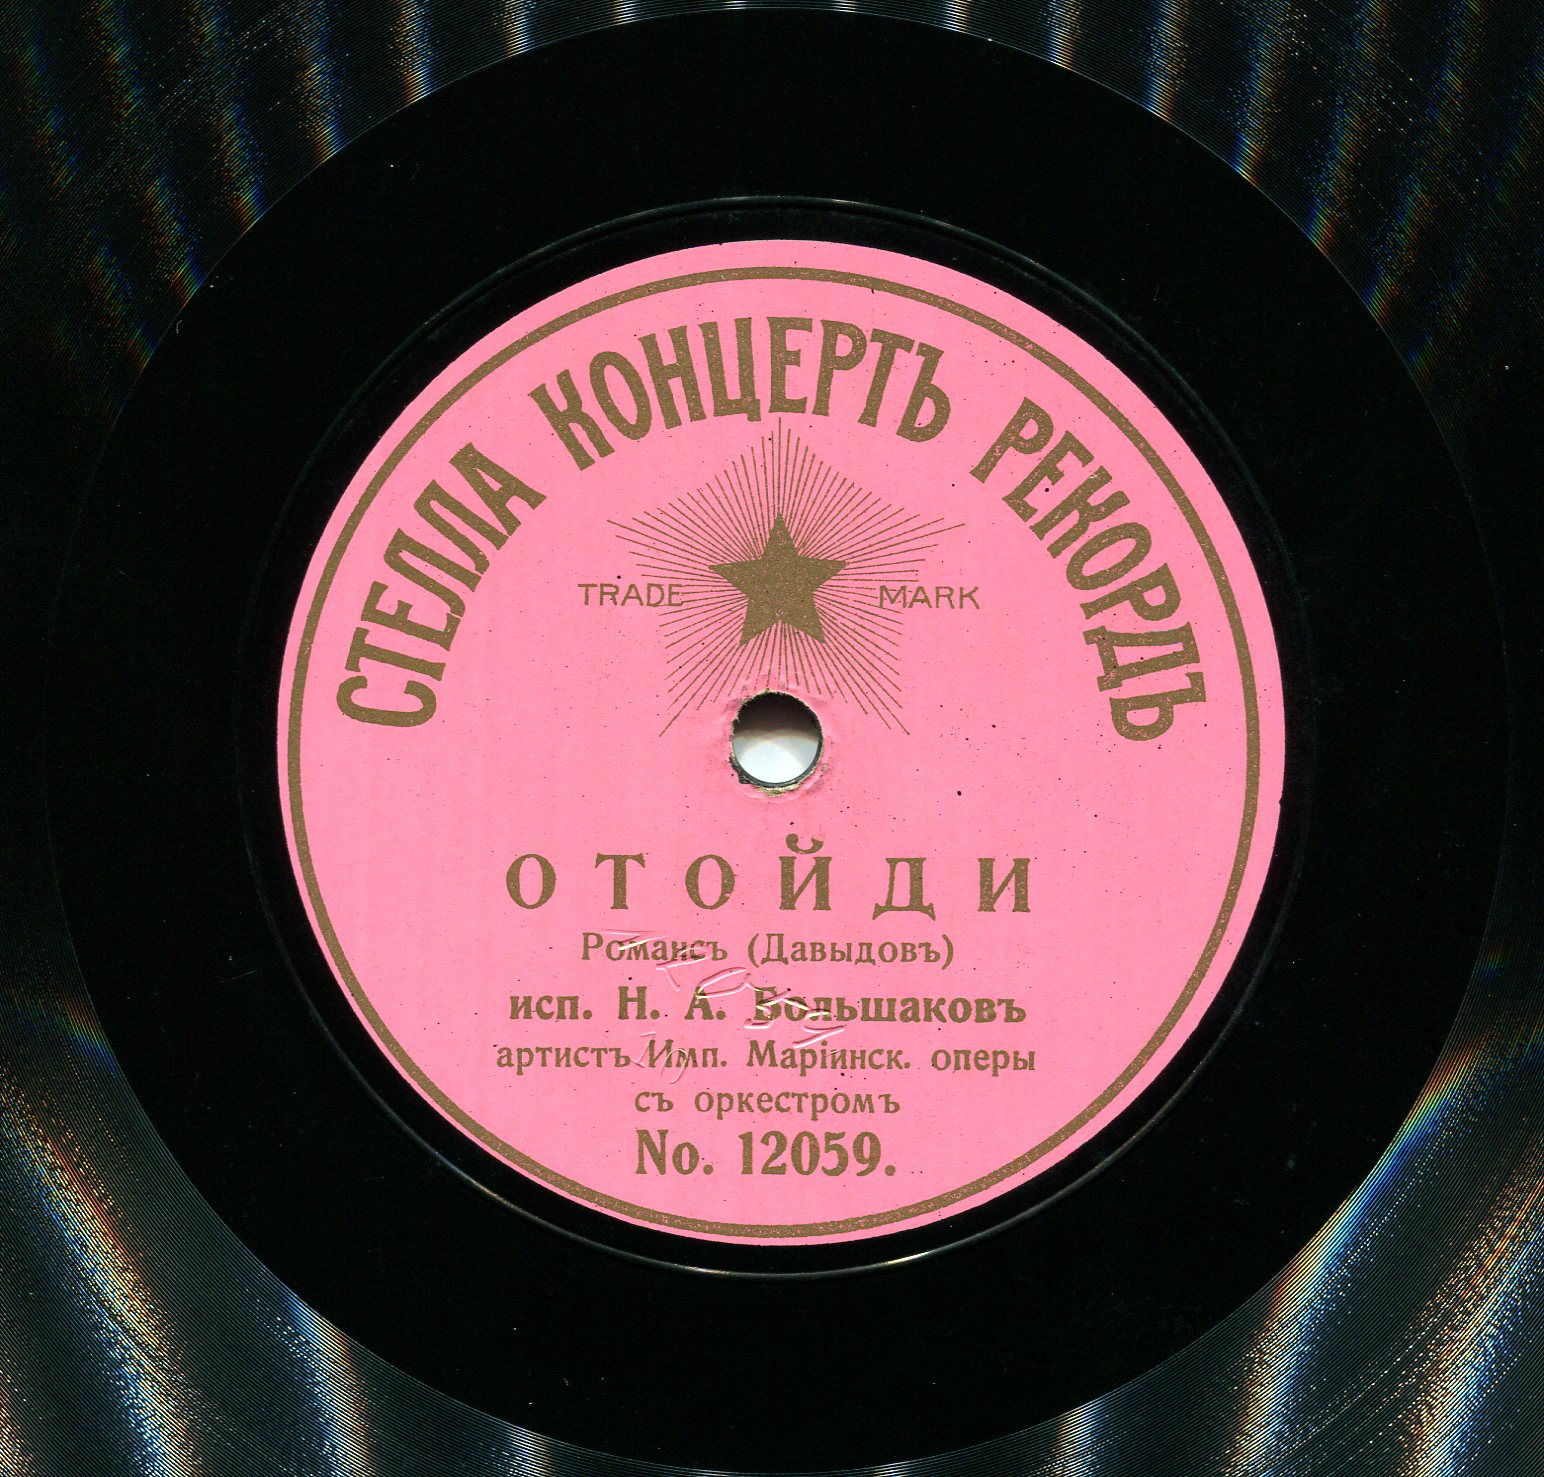 СТЕЛЛА КОНЦЕРТЪ РЕКОРДЪ
TRADE MARK
ОТОЙДИ
Романсъ (Давыдовъ)
исп. Н. А. Большаковъ
артистъ Имп. Маріинск. оперы
съ оркестромъ
No. 12059.